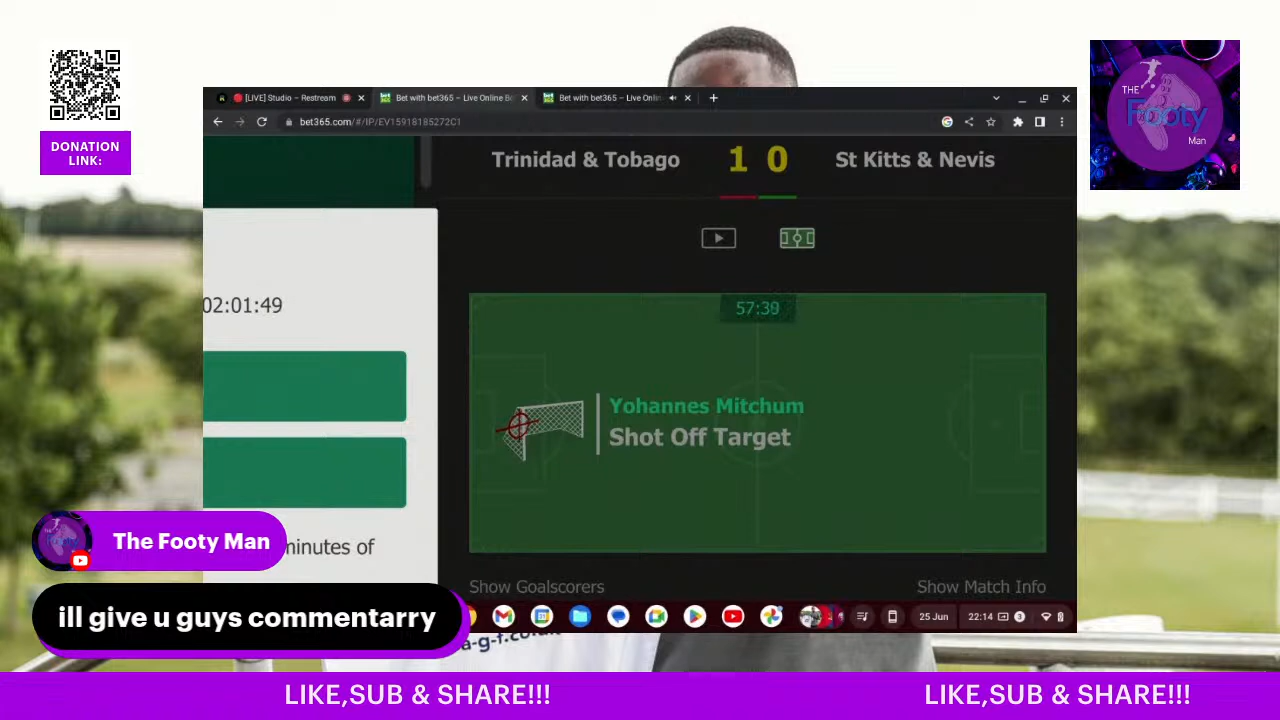 DONATION
LINK:
[LIVE] Studio – Restream
Bet with bet365 – Live Online Be
Bet with bet365 – Live Onlin
bet365.com/#/IP/EV15918185272C1
THE
Footy
Man
Trinidad & Tobago 1 0 St Kitts & Nevis
02:01:49
57:39
Yohannes Mitchum
Shot Off Target
The Footy Man
minutes of
Show Goalscorers
Show Match Info
ill give u guys commentarry
25 Jun
22:14
LIKE,SUB & SHARE!!!
LIKE,SUB & SHARE!!!